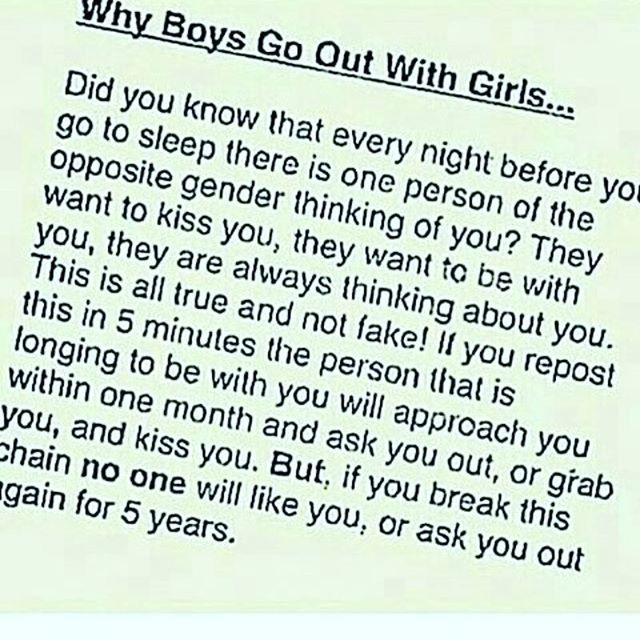 Why Boys Go Out With Girls...
Did you know that every night before you
go to sleep there is one person of the
opposite gender thinking of you? They
want to kiss you, they want to be with
you, they are always thinking about you.
This is all true and not fake! If you repost
this in 5 minutes the person that is
longing to be with you will approach you
within one month and ask you out, or grab
you, and kiss you. But, if you break this
chain no one will like you, or ask you out
again for 5 years.